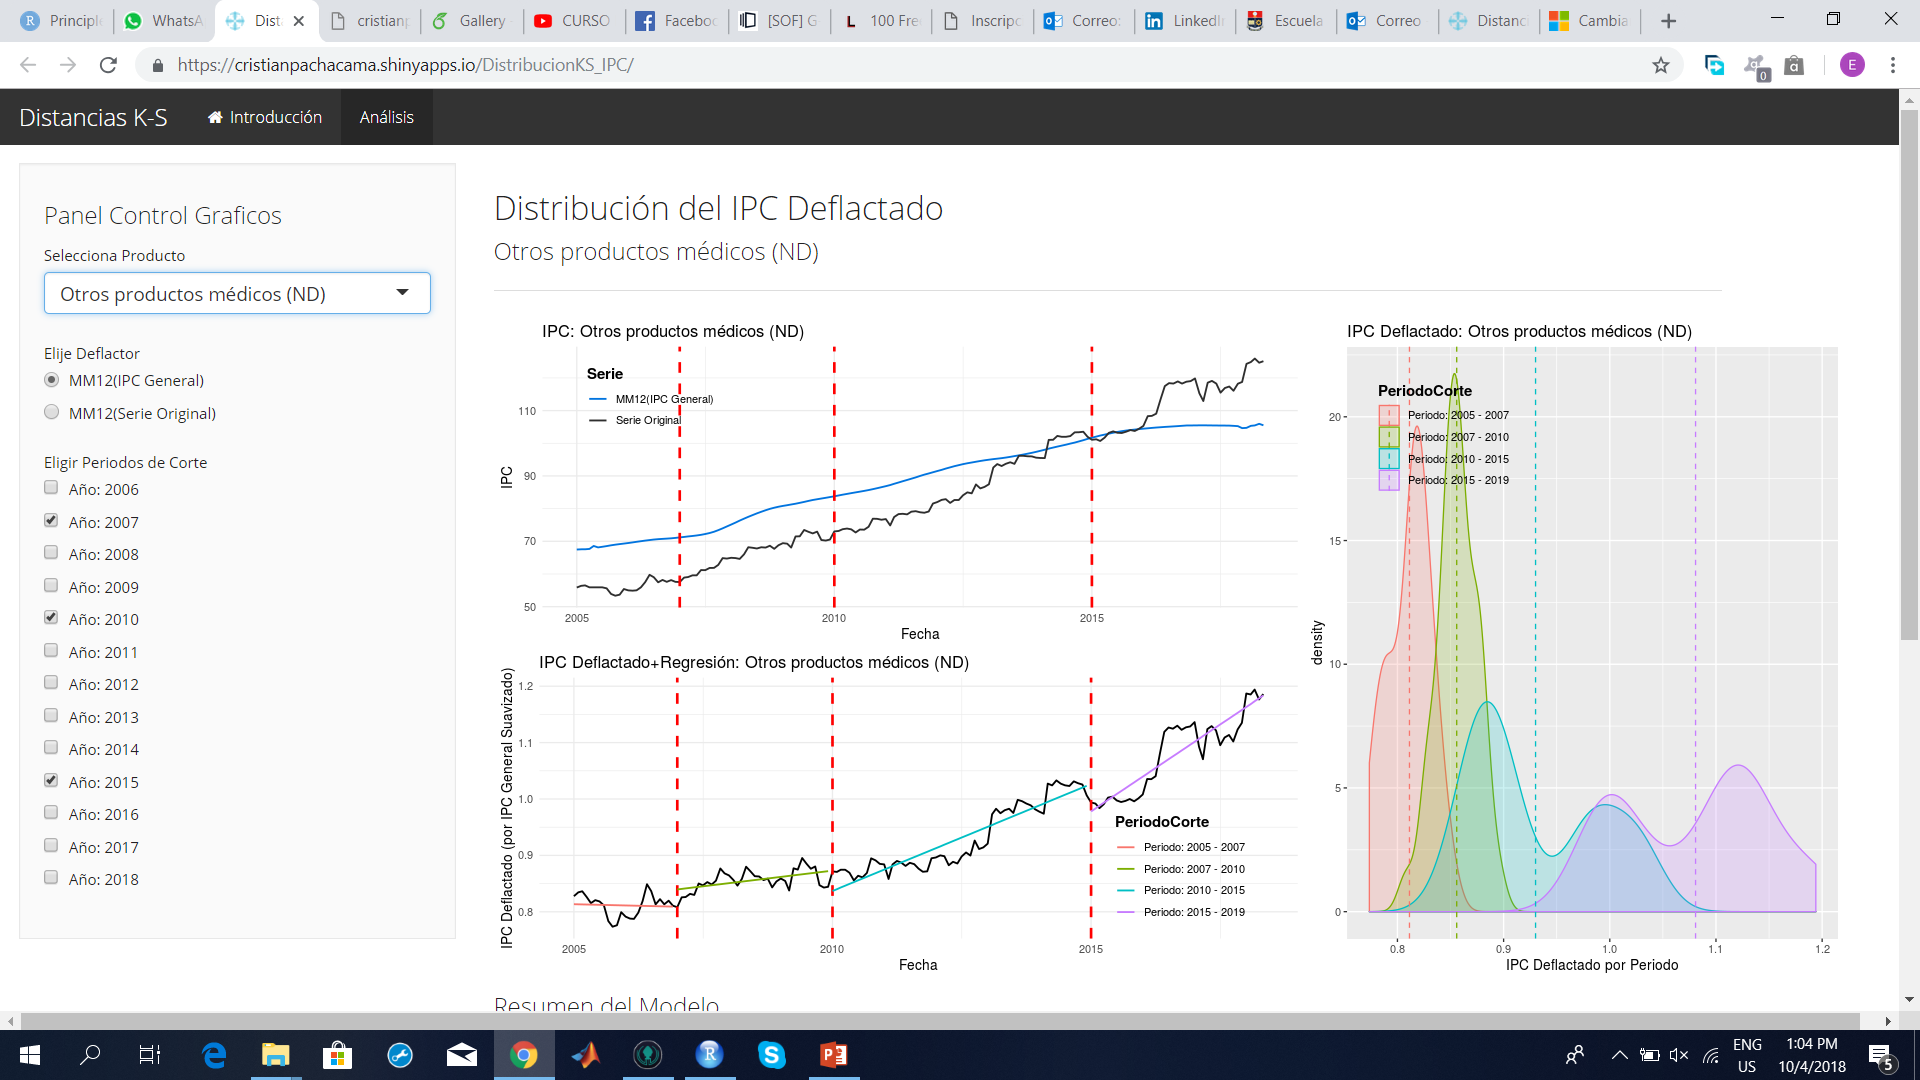 Principl
WhatsA
Dist
cristianp
Gallery
CURSO
Faceboo
[SOF] G
100 Fre
Inscripc
Correo:
LinkedIn
Escuela
Correo
Distanc
Cambia
https://cristianpachacama.shinyapps.io/DistribucionKS_IPC/
0
E
Distancias K-S
Introducción
Análisis
Panel Control Graficos
Selecciona Producto
Otros productos médicos (ND)
Elije Deflactor
MM12(IPC General)
MM12(Serie Original)
Eligir Periodos de Corte
Año: 2006
Año: 2007
Año: 2008
Año: 2009
Año: 2010
Año: 2011
Año: 2012
Año: 2013
Año: 2014
Año: 2015
Año: 2016
Año: 2017
Año: 2018
Distribución del IPC Deflactado
Otros productos médicos (ND)
IPC: Otros productos médicos (ND)
Serie
MM12(IPC General)
Serie Original
IPC
110
90
70
50
2005
2010
2015
Fecha
IPC Deflactado+Regresión: Otros productos médicos (ND)
IPC Deflactado (por IPC General Suavizado)
1.2
1.1
1.0
0.9
0.8
PeriodoCorte
Periodo: 2005 - 2007
Periodo: 2007 - 2010
Periodo: 2010 - 2015
Periodo: 2015 - 2019
2005
2010
2015
Fecha
IPC Deflactado: Otros productos médicos (ND)
PeriodoCorte
Periodo: 2005 - 2007
Periodo: 2007 - 2010
Periodo: 2010 - 2015
Periodo: 2015 - 2019
density
20
15
10
5
0
0.8
0.9
1.0
1.1
1.2
IPC Deflactado por Periodo
Resumen del Modelo
ENG
US
1:04 PM
10/4/2018
5